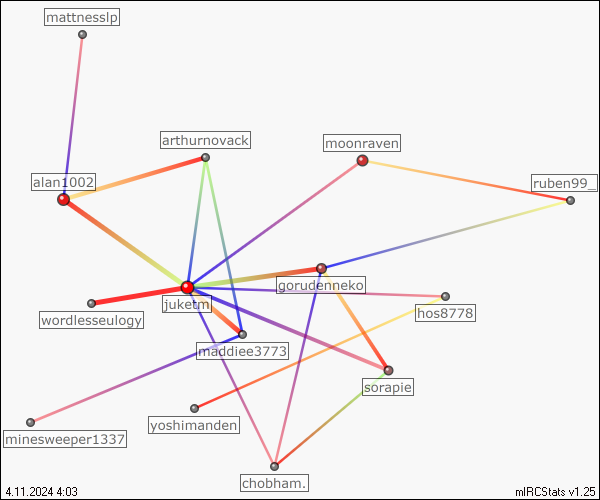 mattnesslp
arthurnovack
moonraven
alan1002
ruben99_
gorudenneko
juketm
hos8778
wordlesseulogy
maddiee3773
sorapie
yoshimanden
minesweeper1337
chobham.
4.11.2024 4:03
mIRCStats v1.25